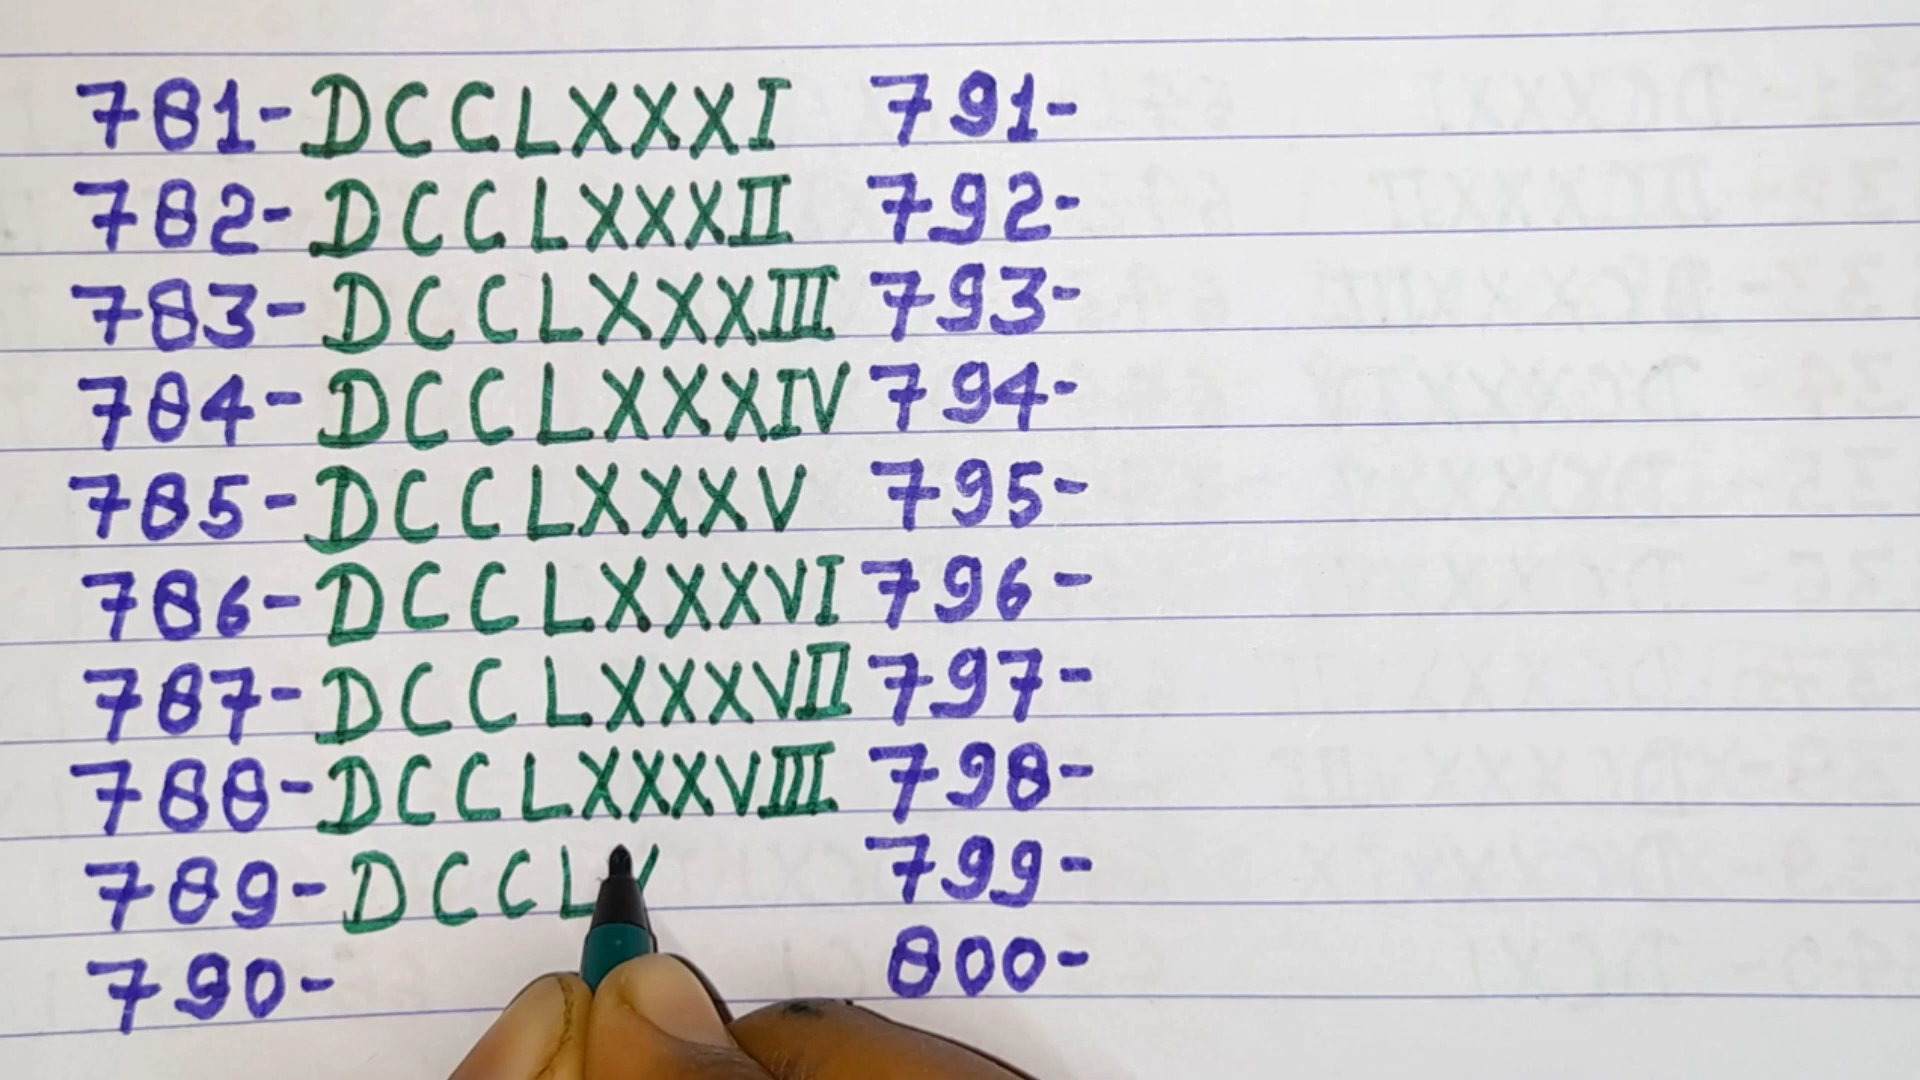 781-DCCLXXXI 791-
782-DCCLXXXII 792-
783-DCCLXXXIII 793-
784-DCCLXXXIV 794-
785-DCCLXXXV 795-
786-DCCLXXXVI 796-
787-DCCLXXXVII 797-
788-DCCLXXXVIII 798-
789-DCCLX 799-
790- 800-